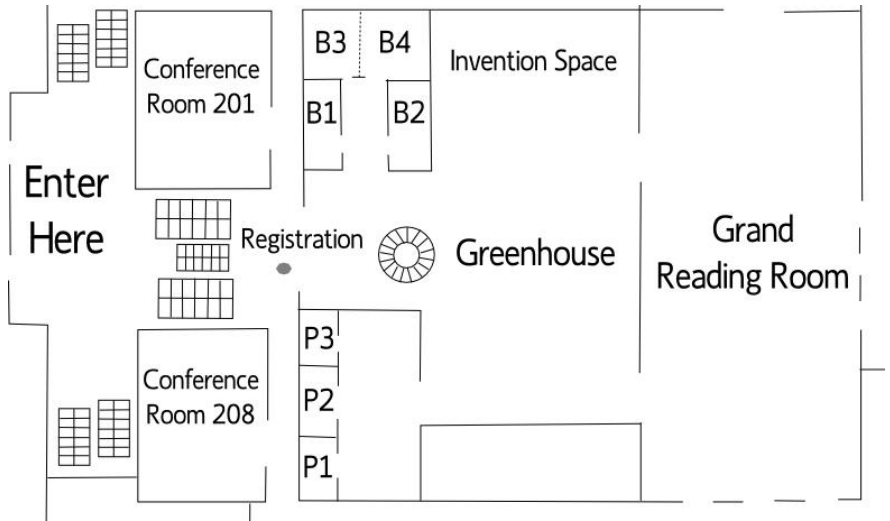 B3
B4
Conference
Room 201
Invention Space
B1
B2
Enter
Here
Registration
Greenhouse
Grand
Reading Room
P3
Conference
Room 208
P2
P1